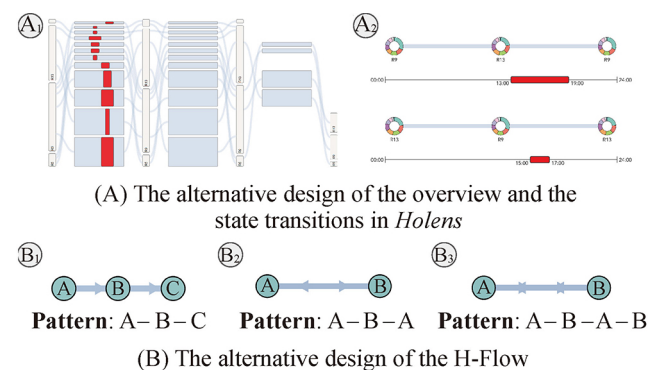 A1
A2
R9 R13 R9
00:00 13:00 19:00 24:00
R13 R9 R13
00:00 15:00 17:00 24:00
(A) The alternative design of the overview and the
state transitions in Holens
B1 B2 B3
A B C A B A B
Pattern: A–B–C Pattern: A–B–A Pattern: A–B–A–B
(B) The alternative design of the H-Flow